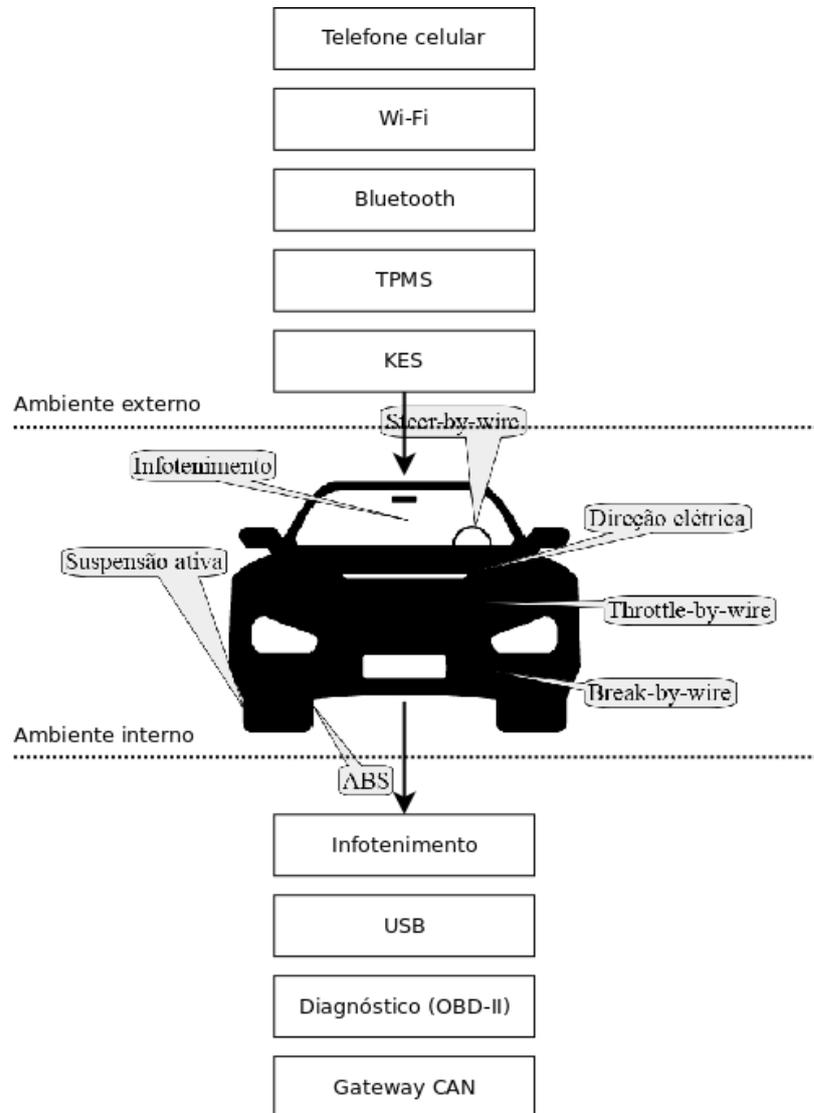 Telefone celular
Wi-Fi
Bluetooth
TPMS
KES
Ambiente externo
Steer-by-wire
Infotenimento
Direção elétrica
Suspensão ativa
Throttle-by-wire
Break-by-wire
Ambiente interno
ABS
Infotenimento
USB
Diagnóstico (OBD-II)
Gateway CAN